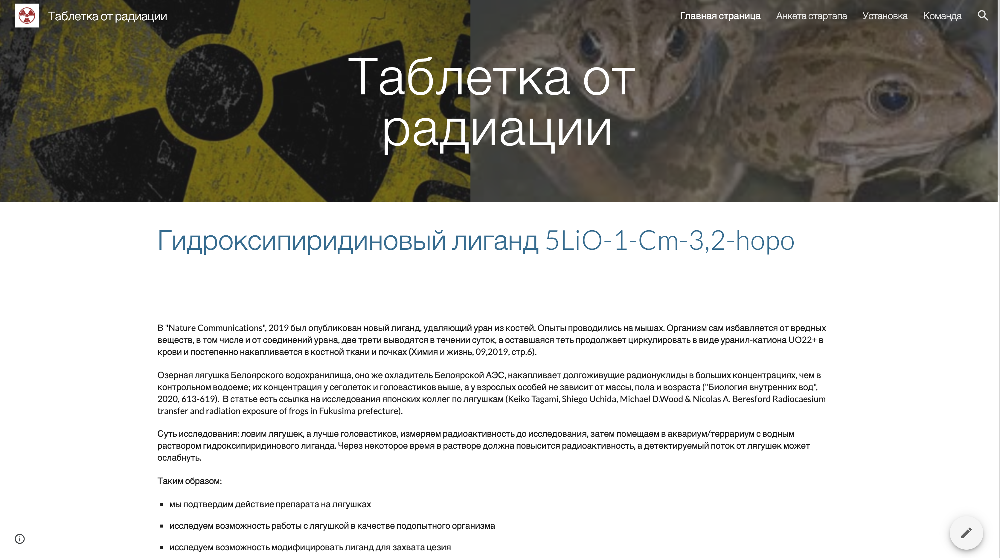 Таблетка от радиации
Главная страница
Анкета стартапа
Установка
Команда
Таблетка от
радиации
Гидроксипиридиновый лиганд 5LiO-1-Cm-3,2-hopo
В "Nature Communications", 2019 был опубликован новый лиганд, удаляющий уран из костей. Опыты проводились на мышах. Организм сам избавляется от вредных
веществ, в том числе и от соединений урана, две трети выводятся в течении суток, а оставшаяся теть продолжает циркулировать в виде уранил-катиона UO22+ в
крови и постепенно накапливается в костной ткани и почках (Химия и жизнь, 09,2019, стр.6).
Озерная лягушка Белоярского водохранилища, оно же охладитель Белоярской АЭС, накапливает долгоживущие радионуклиды в больших концентрациях, чем в
контрольном водоеме; их концентрация у сеголеток и головастиков выше, а у взрослых особей не зависит от массы, пола и возраста ("Биология внутренних вод",
2020, 613-619).  В статье есть ссылка на исследования японских коллег по лягушкам (Keiko Tagami, Shiego Uchida, Michael D.Wood & Nicolas A. Beresford Radiocaesium
transfer and radiation exposure of frogs in Fukusima prefecture).
Суть исследования: ловим лягушек, а лучше головастиков, измеряем радиоактивность до исследования, затем помещаем в аквариум/террариум с водным
раствором гидроксипиридинового лиганда. Через некоторое время в растворе должна повысится радиоактивность, а детектируемый поток от лягушек может
ослабнуть.
Таким образом:
▪ мы подтвердим действие препарата на лягушках
▪ исследуем возможность работы с лягушкой в качестве подопытного организма
▪ исследуем возможность модифицировать лиганд для захвата цезия